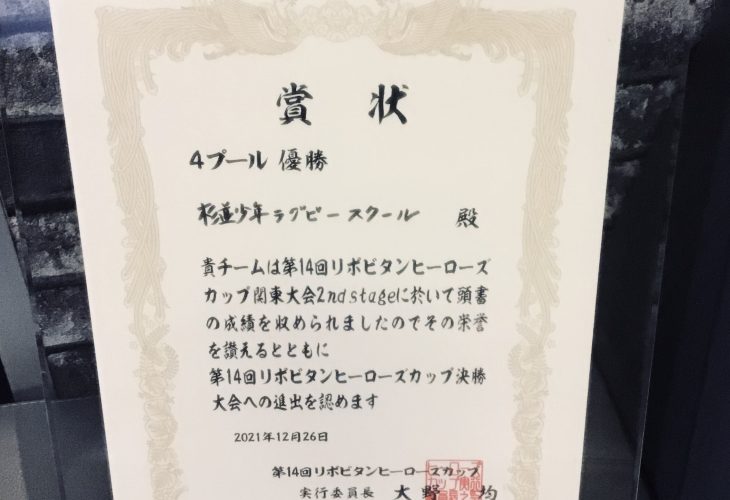 賞状
4プール 優勝
杉並少年ラグビースクール 殿
貴チームは第14回リポビタンヒーローズ
カップ関東大会2nd stageに於いて頭書
の成績を収められましたのでその栄誉
を讃えるとともに
第14回リポビタンヒーローズカップ決勝
大会への進出を認めます
2021年12月26日
第14回リポビタンヒーローズカップ
実行委員長 大野 均